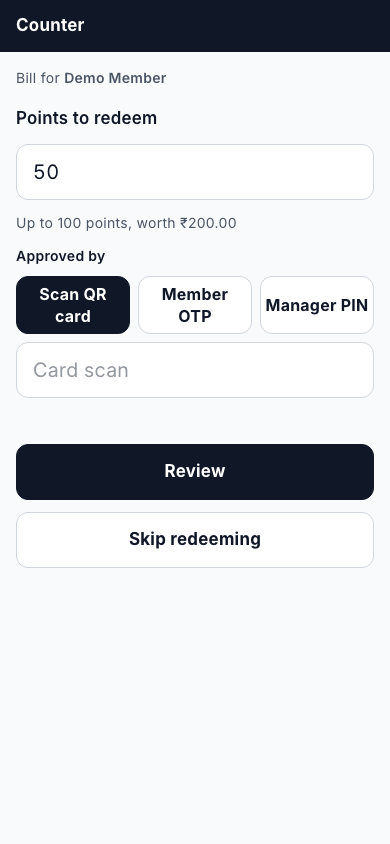 Counter
Bill for Demo Member
Points to redeem
50
Up to 100 points, worth ₹200.00
Approved by
Scan QR
card
Member
OTP
Manager PIN
Card scan
Review
Skip redeeming